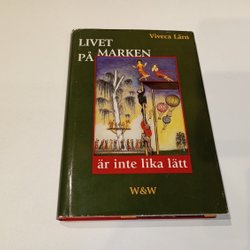 Viveca Lärn
LIVET
PÅ MARKEN
är inte lika lätt
W&W